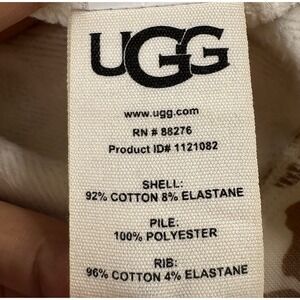 UGG
www.ugg.com
RN # 88276
Product ID# 1121082
SHELL:
92% COTTON 8% ELASTANE
PILE:
100% POLYESTER
RIB:
96% COTTON 4% ELASTANE